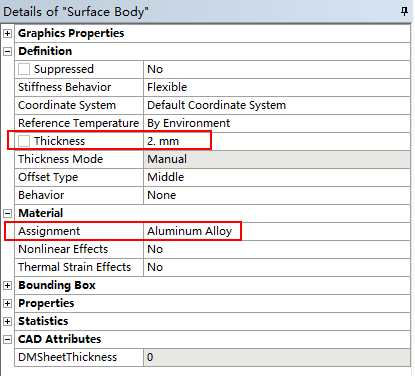 Details of "Surface Body"
Graphics Properties
Definition
Suppressed No
Stiffness Behavior Flexible
Coordinate System Default Coordinate System
Reference Temperature By Environment
Thickness 2. mm
Thickness Mode Manual
Offset Type Middle
Behavior None
Material
Assignment Aluminum Alloy
Nonlinear Effects No
Thermal Strain Effects No
Bounding Box
Properties
Statistics
CAD Attributes
DMSheetThickness 0